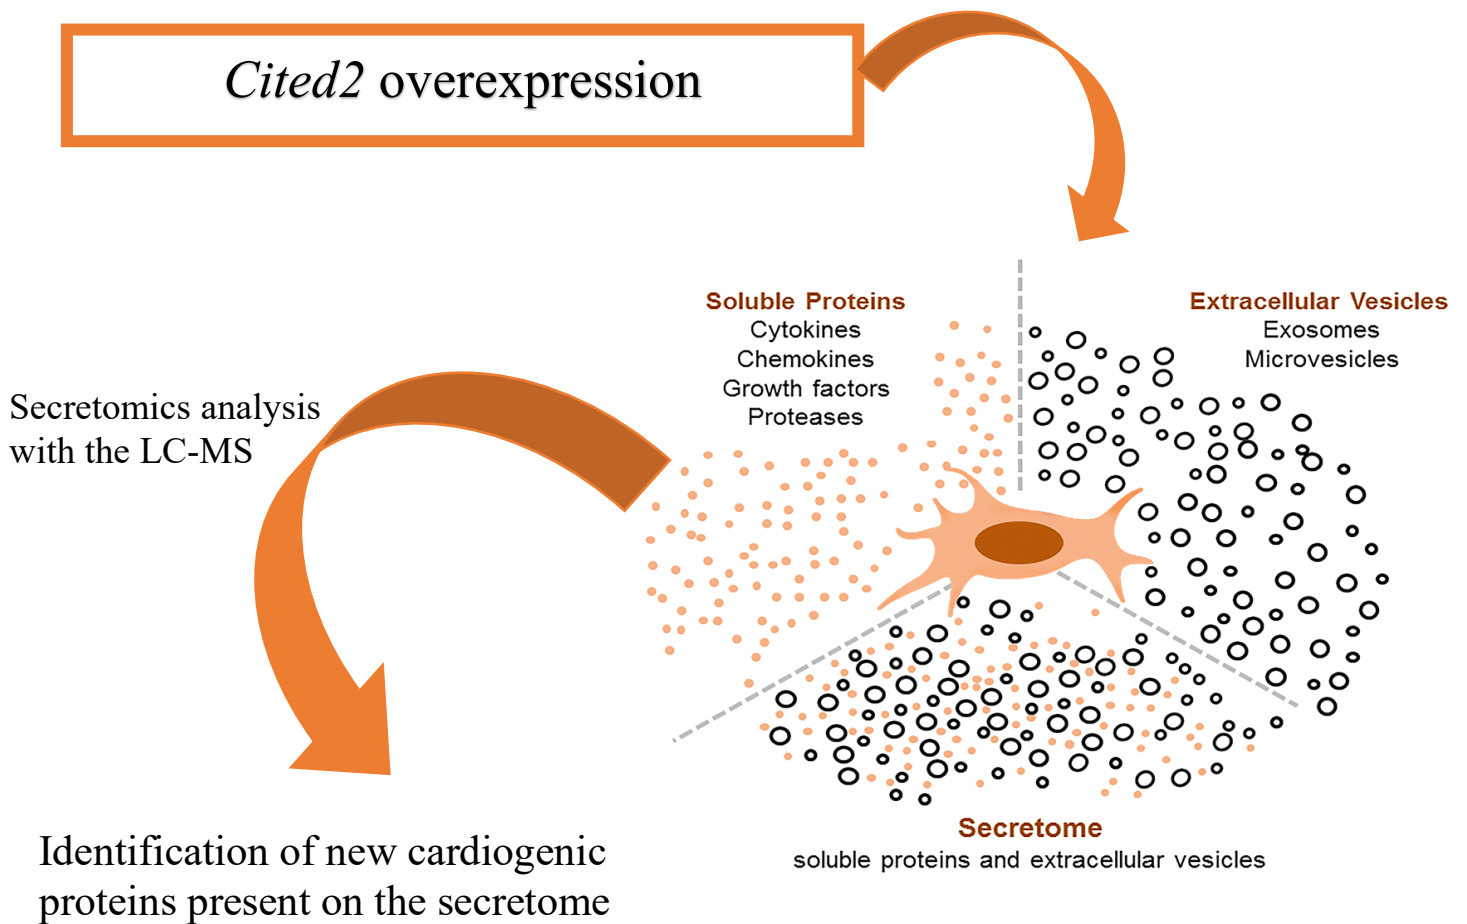 Cited2 overexpression
Soluble Proteins
Cytokines
Chemokines
Growth factors
Proteases
Extracellular Vesicles
Exosomes
Microvesicles
Secretomics analysis
with the LC-MS
Secretome
soluble proteins and extracellular vesicles
Identification of new cardiogenic
proteins present on the secretome